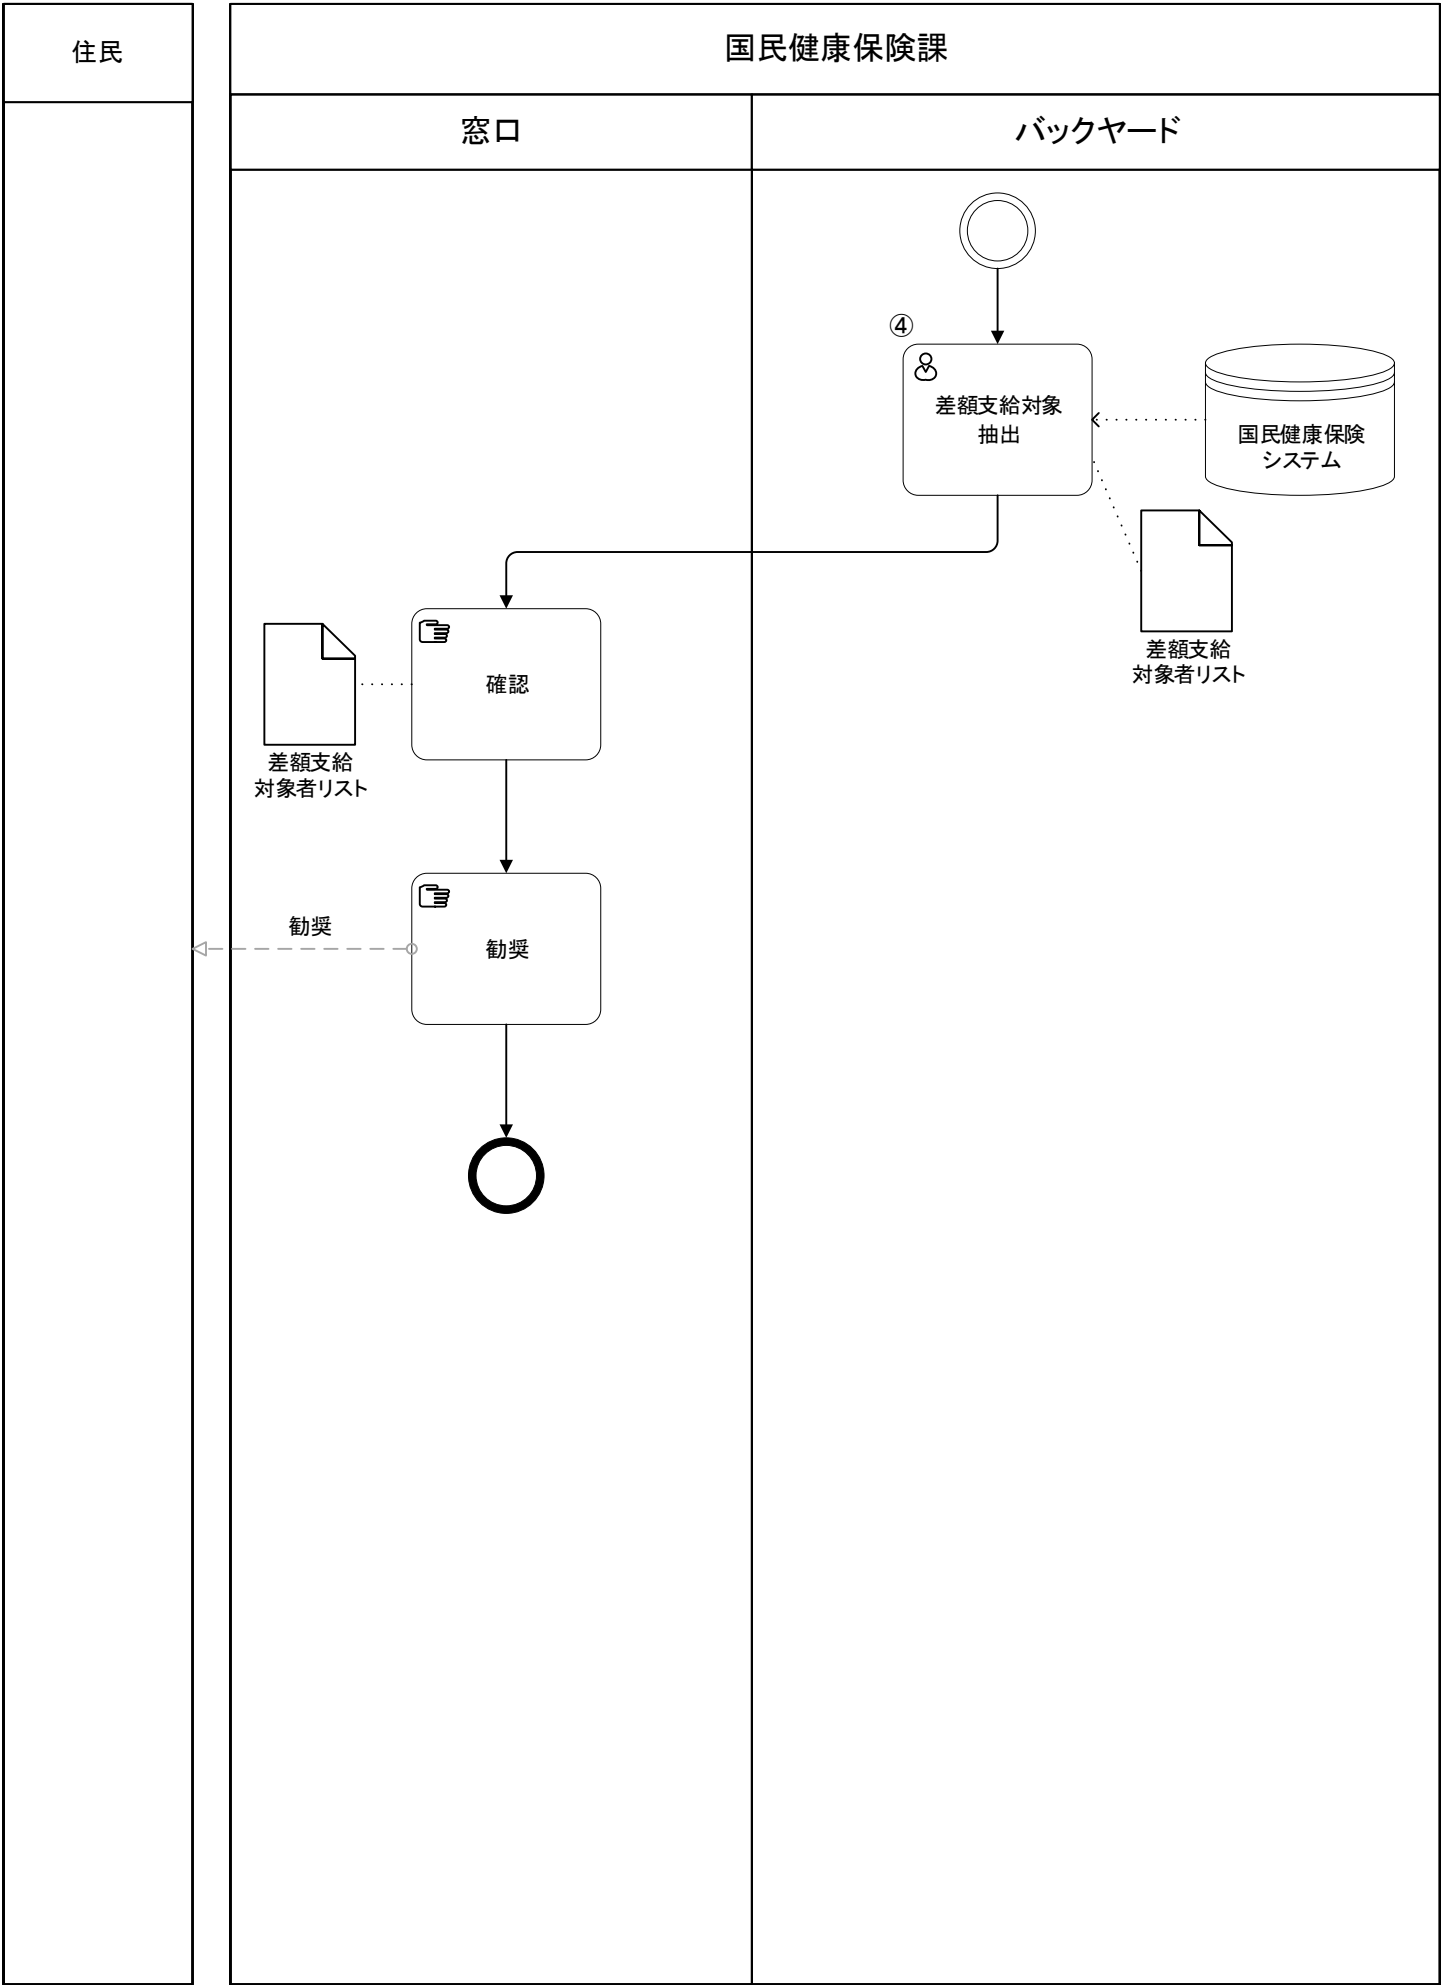 住民
国民健康保険課
窓口
バックヤード
④
差額支給対象
抽出
国民健康保険
システム
差額支給
対象者リスト
確認
差額支給
対象者リスト
勧奨
勧奨